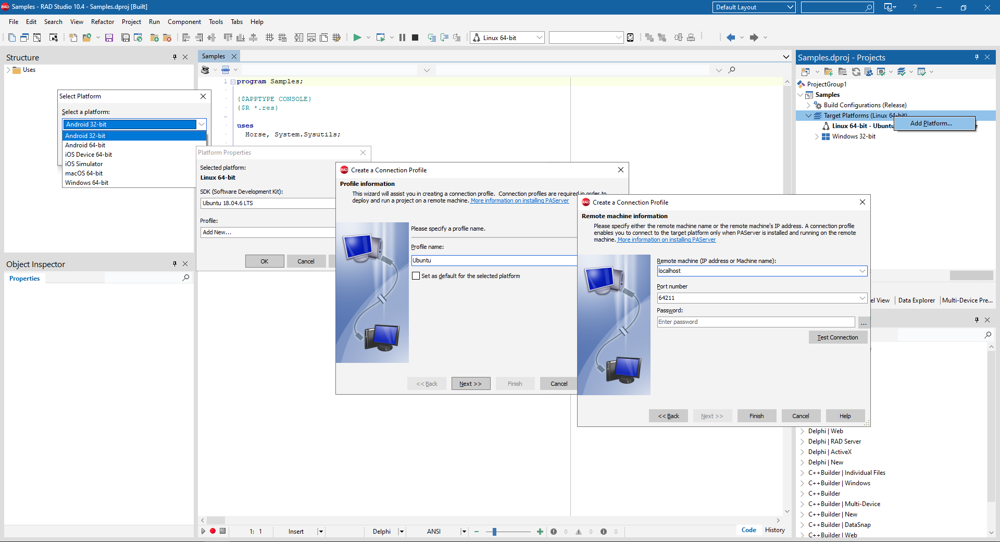 Samples - RAD Studio 10.4 - Samples.dproj [Built]
Default Layout
?
File Edit Search View Refactor Project Run Component Tools Tabs Help
Linux 64-bit
Structure
Uses
Select Platform
Select a platform:
Android 32-bit
Android 32-bit
Android 64-bit
iOS Device 64-bit
iOS Simulator
macOS 64-bit
Windows 64-bit
Object Inspector
Properties
Samples
1
program Samples;
{$APPTYPE CONSOLE}
{$R *.res}
uses
Horse, System.Sysutils;
Platform Properties
Selected platform:
Linux 64-bit
SDK (Software Development Kit):
Ubuntu 18.04.6 LTS
Profile:
Add New...
OK
Cancel
RAD Create a Connection Profile
Profile information
This wizard will assist you in creating a connection profile. Connection profiles are required in order to
deploy and run a project on a remote machine. More information on installing PAServer
Please specify a profile name.
Profile name:
Ubuntu
Set as default for the selected platform
<< Back
Next >>
Finish
Cancel
RAD Create a Connection Profile
Remote machine information
Please specify either the remote machine name or the remote machine's IP address. A connection profile
enables you to connect to the target platform only when PAServer is installed and running on the remote
machine. More information on installing PAServer
Remote machine (IP address or Machine name):
localhost
Port number
64211
Password:
Enter password
...
Test Connection
<< Back
Next >>
Finish
Cancel
Help
Samples.dproj - Projects
ProjectGroup1
Samples
Build Configurations (Release)
Target Platforms (Linux 64-bit)
Add Platform...
Linux 64-bit - Ubuntu
Windows 32-bit
el View
Data Explorer
Multi-Device Pre...
Delphi | Web
Delphi | RAD Server
Delphi | ActiveX
Delphi | New
C++Builder | Individual Files
C++Builder | Windows
C++Builder
C++Builder | Multi-Device
C++Builder | New
C++Builder | DataSnap
C++Builder | Web
1: 1
Insert
Delphi
ANSI
0
0
0
Code
History